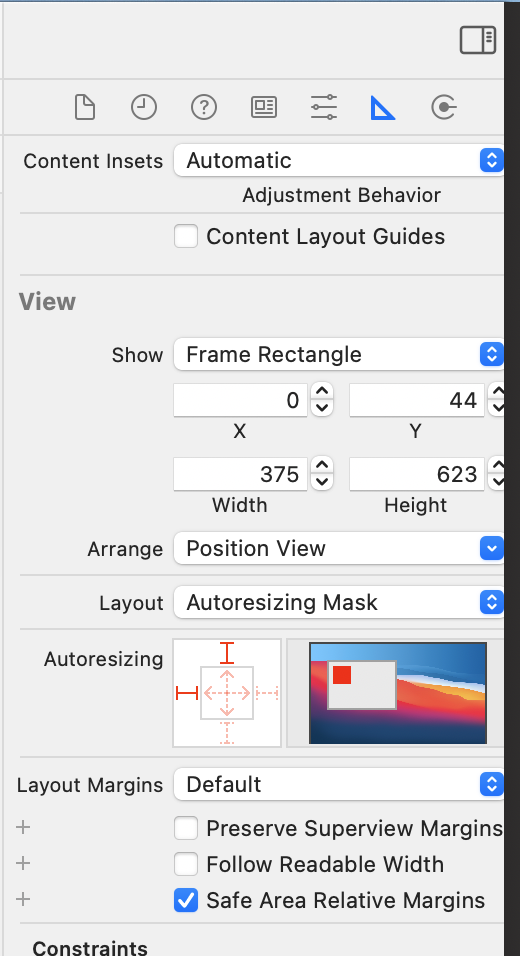 Content Insets Automatic
Adjustment Behavior
Content Layout Guides
View
Show Frame Rectangle
0 44
X Y
375 623
Width Height
Arrange Position View
Layout Autoresizing Mask
Autoresizing
Layout Margins Default
+ Preserve Superview Margins
+ Follow Readable Width
+ Safe Area Relative Margins
Constraints